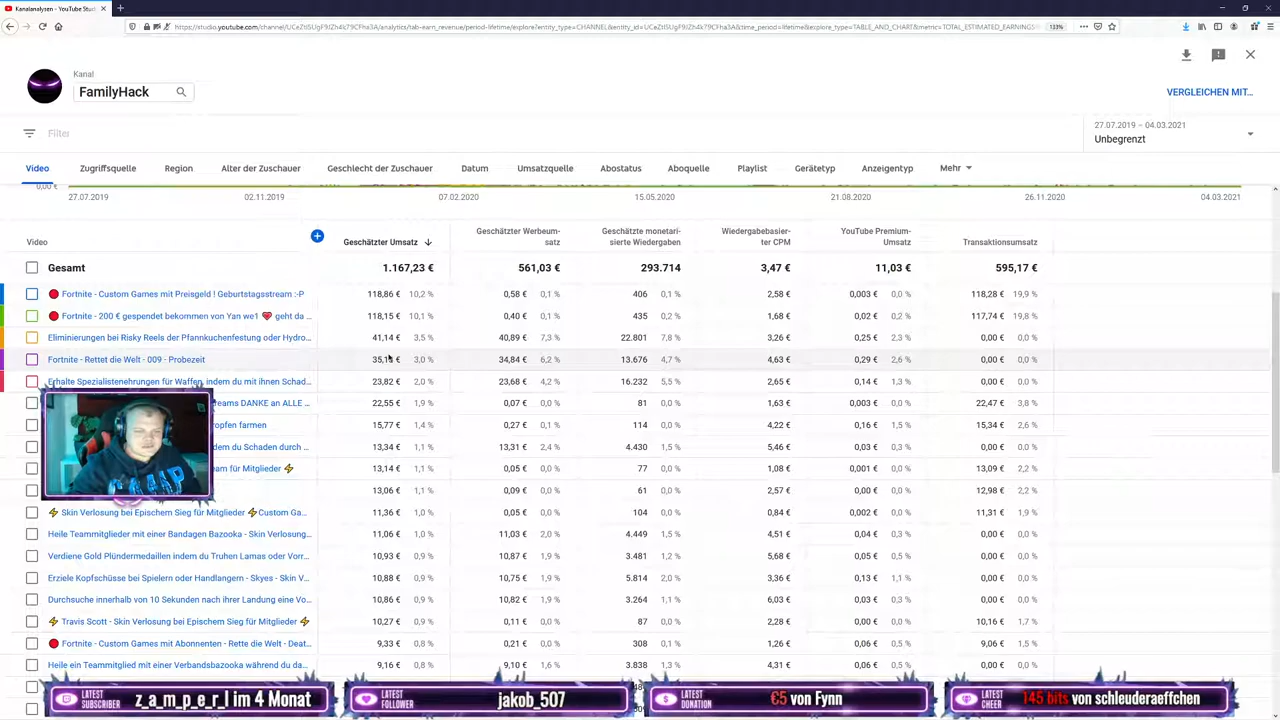 Kanalanalysen - YouTube Studi
https://studio.youtube.com/channel/
133%
Kanal
FamilyHack
VERGLEICHEN MIT...
Filter
27.07.2019 – 04.03.2021
Unbegrenzt
Video Zugriffsquelle Region Alter der Zuschauer Geschlecht der Zuschauer Datum Umsatzquelle Abostatus Aboquelle Playlist Gerätetyp Anzeigentyp Mehr
0,00 €
27.07.2019 02.11.2019 07.02.2020 15.05.2020 21.08.2020 26.11.2020 04.03.2021
Video Geschätzter Umsatz Geschätzter Werbeum-
satz Geschätzte monetari-
sierte Wiedergaben Wiedergabebasier-
ter CPM YouTube Premium-
Umsatz Transaktionsumsatz
Gesamt 1.167,23 € 561,03 € 293.714 3,47 € 11,03 € 595,17 €
Fortnite - Custom Games mit Preisgeld ! Geburtstagsstream :-P 118,86 € 10,2 % 0,58 € 0,1 % 406 0,1 % 2,58 € 0,003 € 0,0 % 118,28 € 19,9 %
Fortnite - 200 € gespendet bekommen von Yan we1 ❤ geht da ... 118,15 € 10,1 % 0,40 € 0,1 % 435 0,2 % 1,68 € 0,02 € 0,2 % 117,74 € 19,8 %
Eliminierungen bei Risky Reels der Pfannkuchenfestung oder Hydro... 41,14 € 3,5 % 40,89 € 7,3 % 22.801 7,8 % 3,26 € 0,25 € 2,3 % 0,00 € 0,0 %
Fortnite - Rettet die Welt - 009 - Probezeit € 3,0 % 34,84 € 6,2 % 13.676 4,7 % 4,63 € 0,29 € 2,6 % 0,00 € 0,0 %
Erhalte Spezialistenehrungen für Waffen, indem du mit ihnen Schad... 23,82 € 2,0 % 23,68 € 4,2 % 16.232 5,5 % 2,65 € 0,14 € 1,3 % 0,00 € 0,0 %
reams DANKE an ALLE ... 22,55 € 1,9 % 0,07 € 0,0 % 81 0,0 % 1,63 € 0,003 € 0,0 % 22,47 € 3,8 %
opfen farmen 15,77 € 1,4 % 0,27 € 0,1 % 114 0,0 % 4,22 € 0,16 € 1,5 % 15,34 € 2,6 %
dem du Schaden durch ... 13,34 € 1,1 % 13,31 € 2,4 % 4.430 1,5 % 5,46 € 0,03 € 0,3 % 0,00 € 0,0 %
am für Mitglieder ⚡ 13,14 € 1,1 % 0,05 € 0,0 % 77 0,0 % 1,08 € 0,001 € 0,0 % 13,09 € 2,2 %
13,06 € 1,1 % 0,09 € 0,0 % 61 0,0 % 2,57 € 0,00 € 0,0 % 12,98 € 2,2 %
⚡ Skin Verlosung bei Epischem Sieg für Mitglieder ⚡Custom Ga... 11,36 € 1,0 % 0,05 € 0,0 % 104 0,0 % 0,84 € 0,002 € 0,0 % 11,31 € 1,9 %
Heile Teammitglieder mit einer Bandagen Bazooka - Skin Verlosung... 11,06 € 1,0 % 11,03 € 2,0 % 4.449 1,5 % 4,51 € 0,04 € 0,3 % 0,00 € 0,0 %
Verdiene Gold Plündermedaillen indem du Truhen Lamas oder Vorr... 10,93 € 0,9 % 10,87 € 1,9 % 3.481 1,2 % 5,68 € 0,05 € 0,5 % 0,00 € 0,0 %
Erziele Kopfschüsse bei Spielern oder Handlangern - Skyes - Skin V... 10,88 € 0,9 % 10,75 € 1,9 % 5.814 2,0 % 3,36 € 0,13 € 1,1 % 0,00 € 0,0 %
Durchsuche innerhalb von 10 Sekunden nach ihrer Landung eine Vo... 10,86 € 0,9 % 10,82 € 1,9 % 3.264 1,1 % 6,03 € 0,03 € 0,3 % 0,00 € 0,0 %
⚡ Travis Scott - Skin Verlosung bei Epischem Sieg für Mitglieder ⚡ 10,27 € 0,9 % 0,11 € 0,0 % 87 0,0 % 2,28 € 0,00 € 0,0 % 10,16 € 1,7 %
Fortnite - Custom Games mit Abonnenten - Rette die Welt - Deat... 9,33 € 0,8 % 0,21 € 0,0 % 308 0,1 % 1,26 € 0,06 € 0,5 % 9,06 € 1,5 %
Heile ein Teammitglied mit einer Verbandsbazooka während du da... 9,16 € 0,8 % 9,10 € 1,6 % 3.838 1,3 % 4,31 € 0,06 € 0,5 % 0,00 € 0,0 %
LATEST SUBSCRIBER z_a_m_p_e_r_l im 4 Monat
LATEST FOLLOWER jakob_507
LATEST DONATION €5 von Fynn
LATEST CHEER 145 bits von schleuderaeffchen